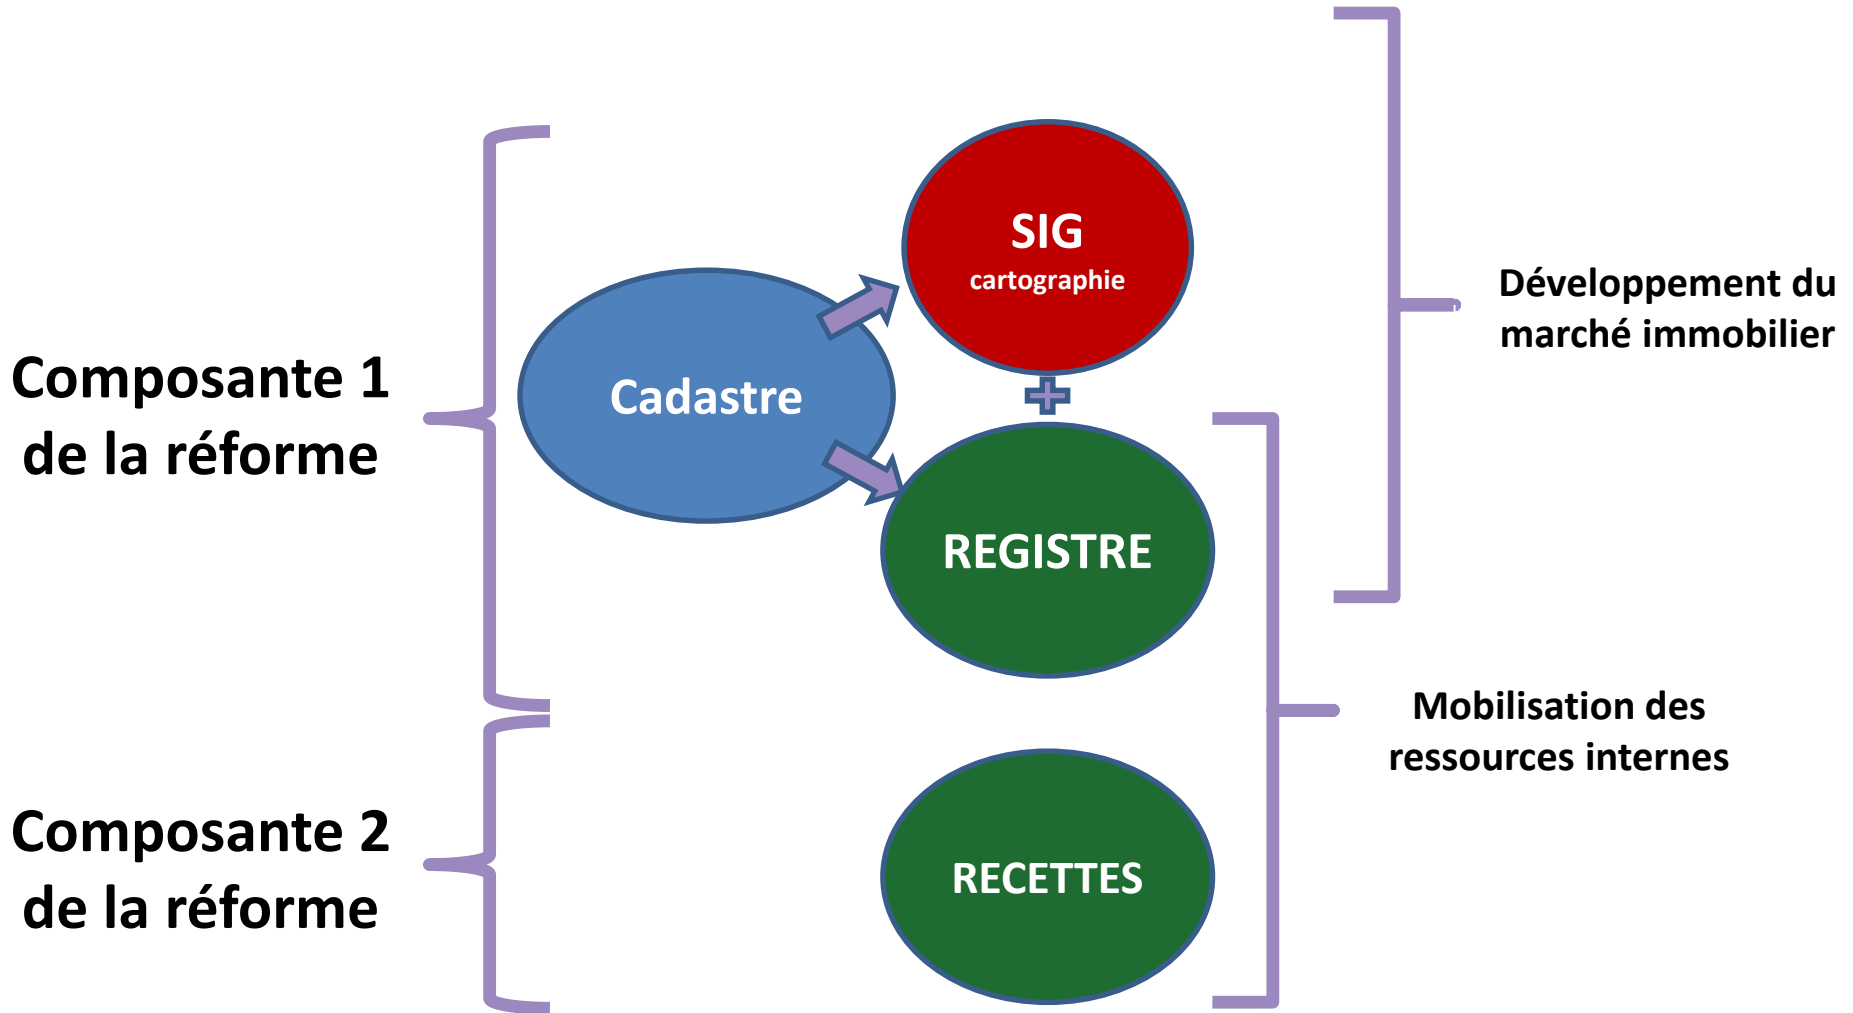 Composante 1
de la réforme
Cadastre
SIG
cartographie
REGISTRE
Développement du
marché immobilier
Composante 2
de la réforme
RECETTES
Mobilisation des
ressources internes